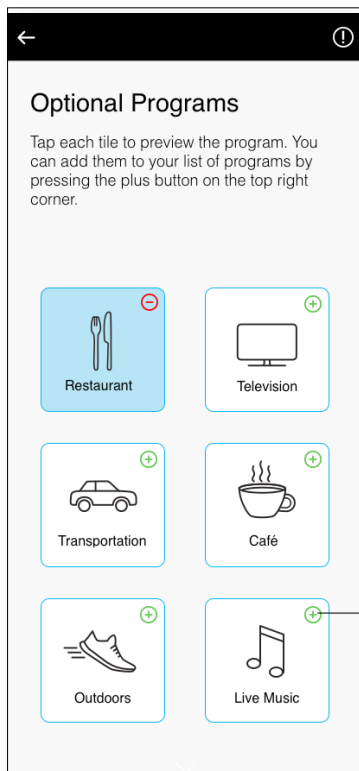 Optional Programs
Tap each tile to preview the program. You
can add them to your list of programs by
pressing the plus button on the top right
corner.
Restaurant
Television
Transportation
Café
Outdoors
Live Music